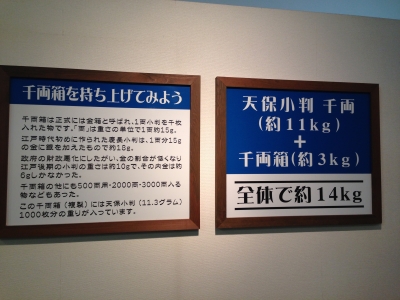 千両箱を持ち上げてみよう
千両箱は正式には金箱と呼ばれ、1両小判を千枚
入れた物です。「両」は重さの単位で1両約15g。
江戸時代初めに作られた慶長小判は、1両分15g
の金に銀を加えたもので約18g。
政府の財政悪化にしたがい、金の割合が低くなり
江戸後期の小判の重さは約10gで、その内金は約
6gしかなかった。
千両箱の他にも500両用・2000両・3000両入る
物などもあった。
この千両箱(複製)には天保小判(11.3グラム)
1000枚分の重りが入っています。
天保小判 千両
(約11kg)
+
千両箱(約3kg)
全体で約14kg